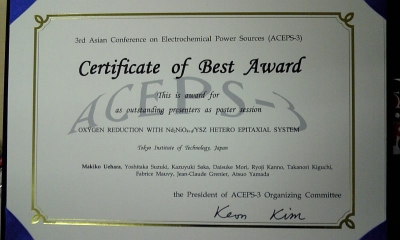 3rd Asian Conference on Electrochemical Power Sources (ACEPS-3)
Certificate of Best Award
ACEPS-3
This is award for
as outstanding presenters as poster session
OXYGEN REDUCTION WITH Nd₂NiO₄₊δ/YSZ HETERO EPITAXIAL SYSTEM
Tokyo Institute of Technology, Japan
Makiko Uehara, Yoshitaka Suzuki, Kazuyuki Saka, Daisuke Mori, Ryoji Kanno, Takanori Kiguchi,
Fabrice Mauvy, Jean-Claude Grenier, Atsuo Yamada
the President of ACEPS-3 Organizing Committee
Keon Kim